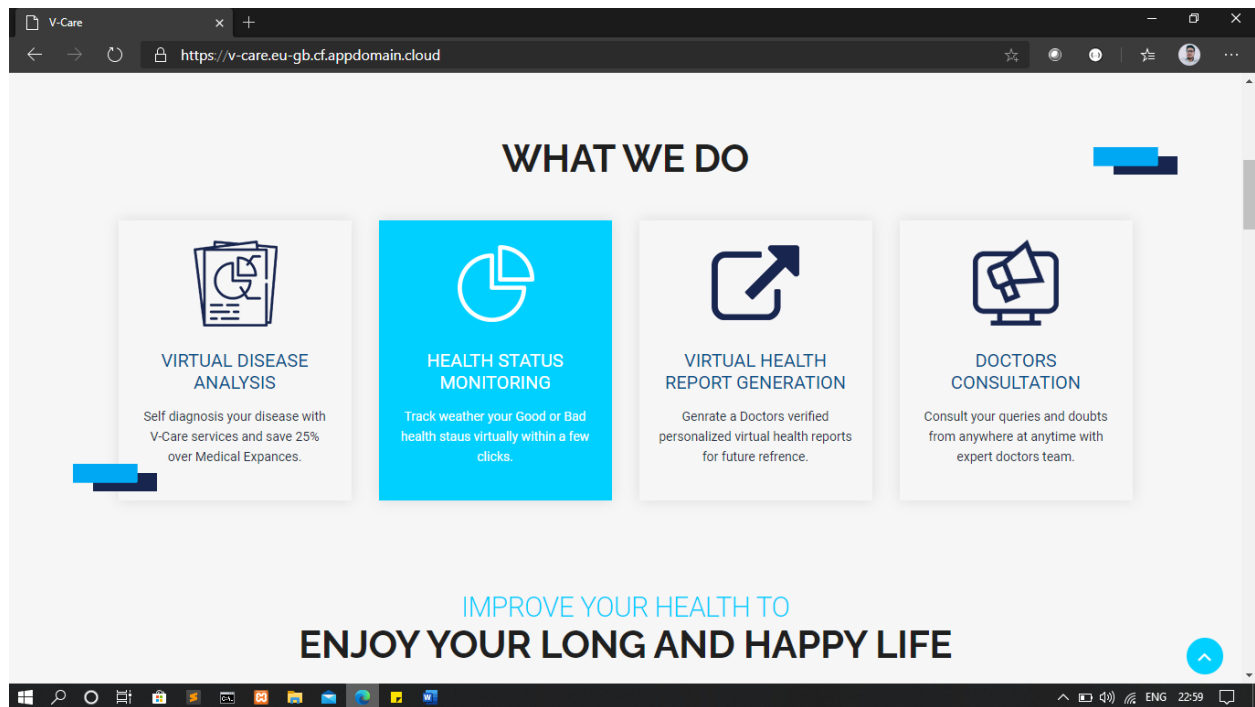 V-Care
https://v-care.eu-gb.cf.appdomain.cloud
WHAT WE DO
VIRTUAL DISEASE
ANALYSIS
Self diagnosis your disease with
V-Care services and save 25%
over Medical Expances.
HEALTH STATUS
MONITORING
Track weather your Good or Bad
health staus virtually within a few
clicks.
VIRTUAL HEALTH
REPORT GENERATION
Genrate a Doctors verified
personalized virtual health reports
for future refrence.
DOCTORS
CONSULTATION
Consult your queries and doubts
from anywhere at anytime with
expert doctors team.
IMPROVE YOUR HEALTH TO
ENJOY YOUR LONG AND HAPPY LIFE
ENG 22:59